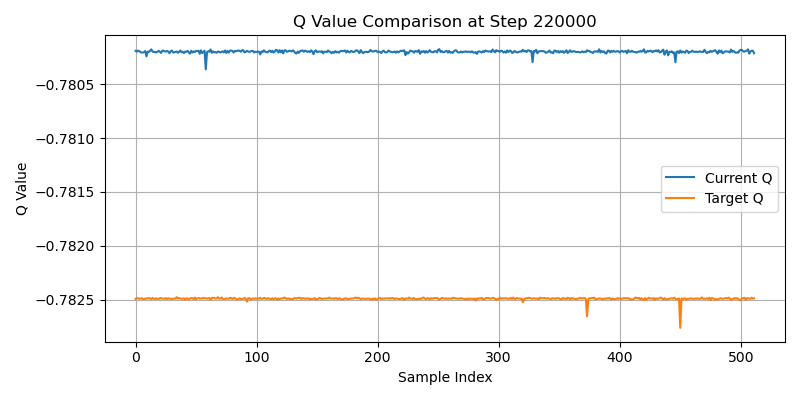 Q Value Comparison at Step 220000
−0.7805
−0.7810
−0.7815
−0.7820
−0.7825
Q Value
Current Q
Target Q
0 100 200 300 400 500
Sample Index